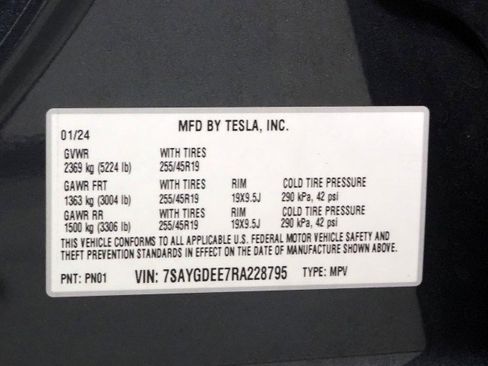 01/24 MFD BY TESLA, INC.
GVWR WITH TIRES
2369 kg (5224 lb) 255/45R19
GAWR FRT WITH TIRES RIM COLD TIRE PRESSURE
1363 kg (3004 lb) 255/45R19 19X9.5J 290 kPa, 42 psi
GAWR RR WITH TIRES RIM COLD TIRE PRESSURE
1500 kg (3306 lb) 255/45R19 19X9.5J 290 kPa, 42 psi
THIS VEHICLE CONFORMS TO ALL APPLICABLE U.S. FEDERAL MOTOR VEHICLE SAFETY AND
THEFT PREVENTION STANDARDS IN EFFECT ON THE DATE OF MANUFACTURE SHOWN ABOVE.
PNT: PN01 VIN: 7SAYGDEE7RA228795 TYPE: MPV